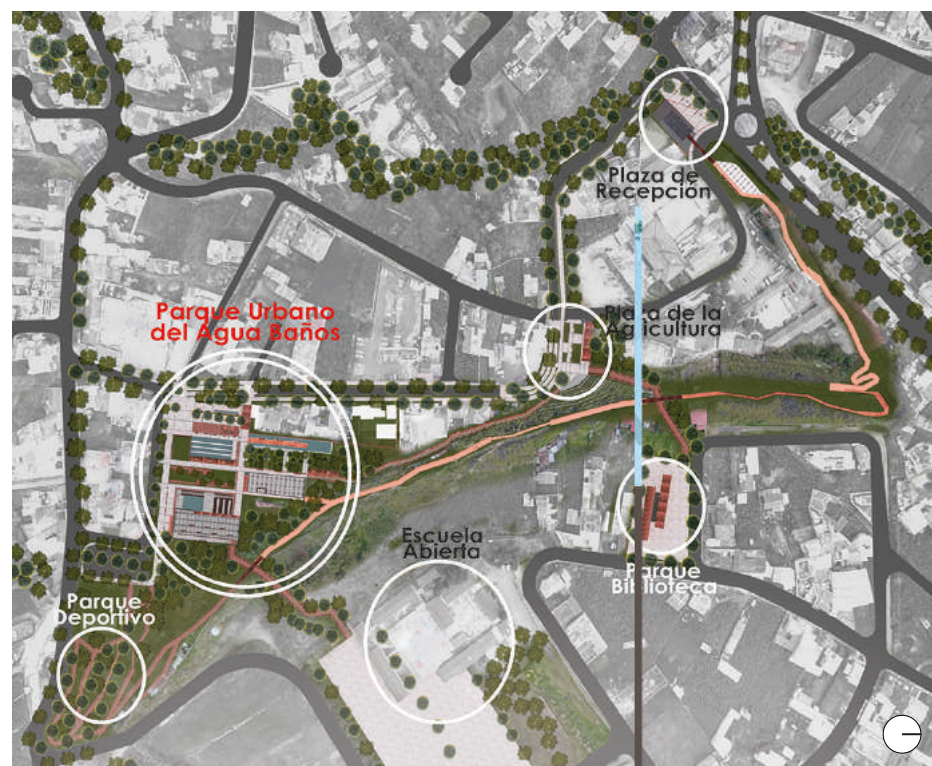 Plaza de
Recepción
Parque Urbano
del Agua Baños
Plaza de la
Agricultura
Escuela
Abierta
Parque
Biblioteca
Parque
Deportivo